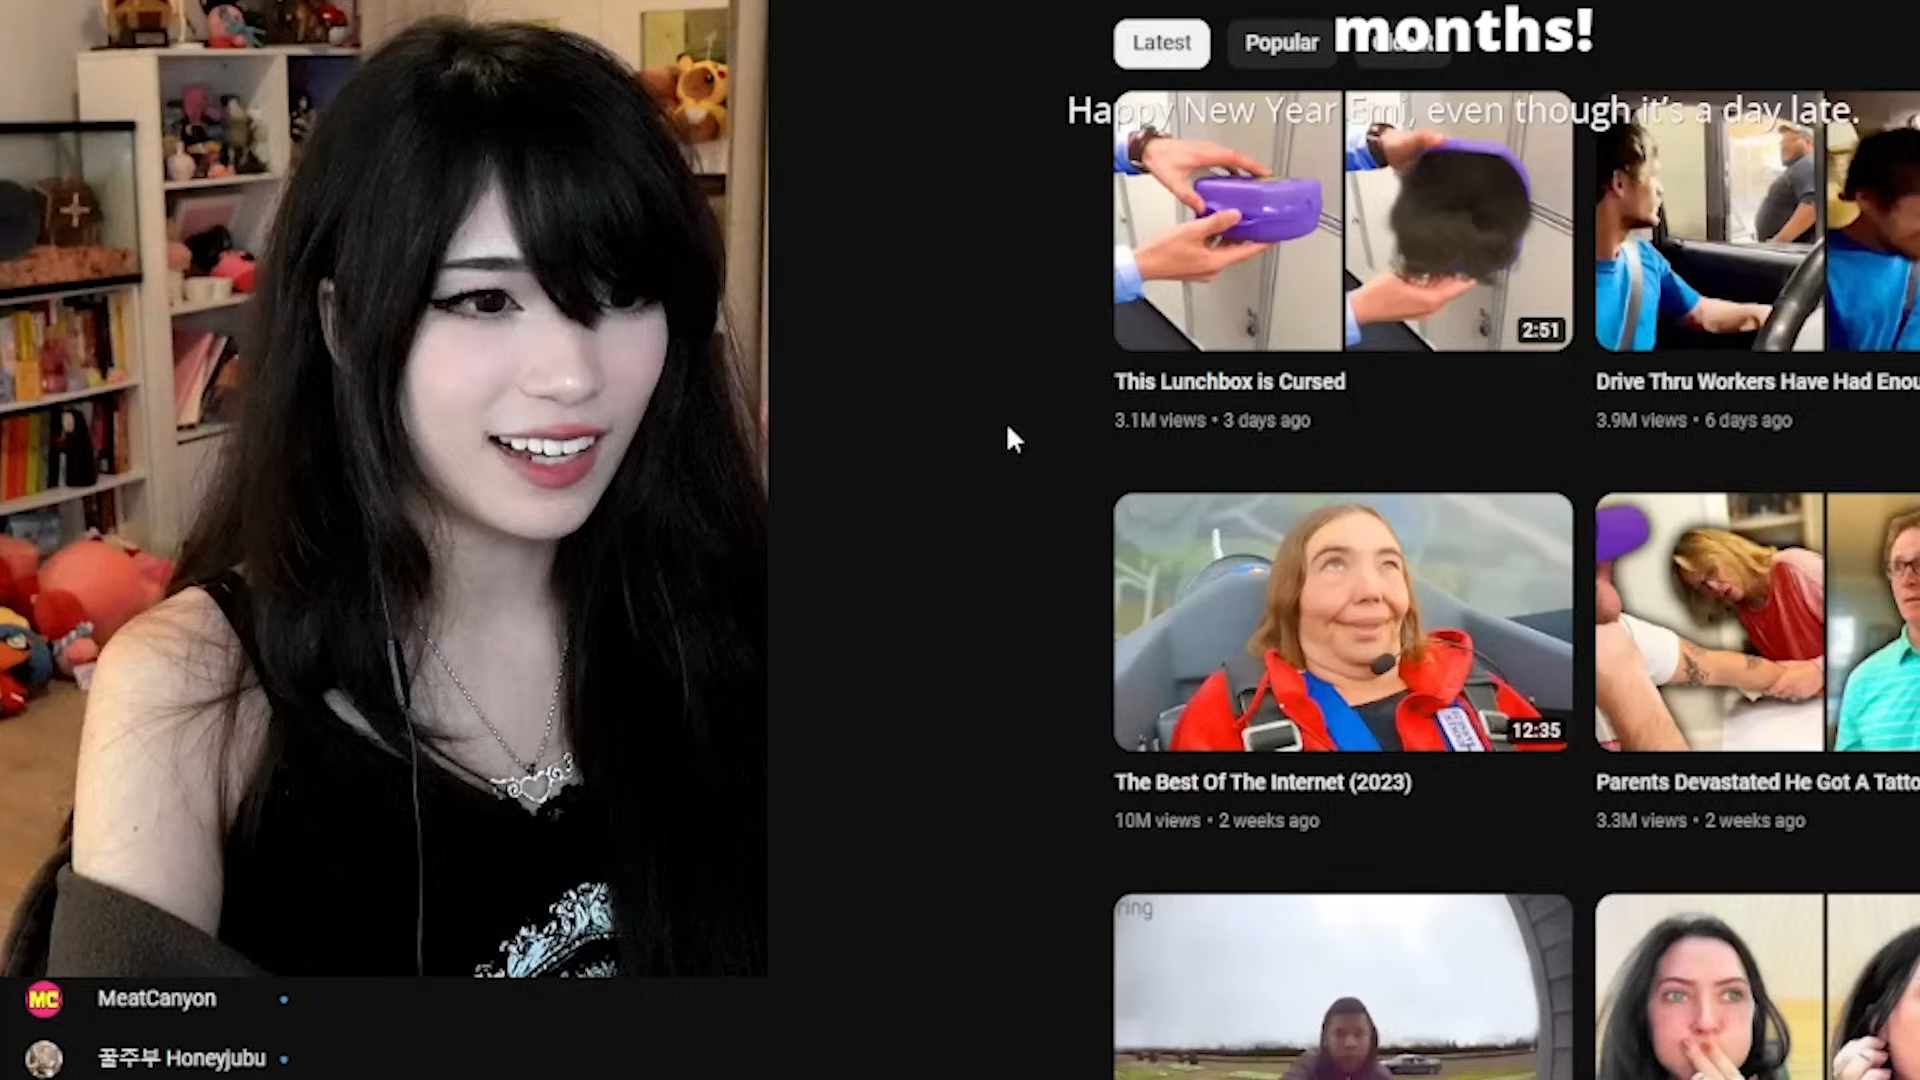 months!
Latest
Popular
Happy New Year Emi, even though it's a day late.
2:51
This Lunchbox is Cursed
3.1M views • 3 days ago
Drive Thru Workers Have Had Enou
3.9M views • 6 days ago
12:35
The Best Of The Internet (2023)
10M views • 2 weeks ago
Parents Devastated He Got A Tatto
3.3M views • 2 weeks ago
ring
MC
MeatCanyon
꿀주부 Honeyjubu